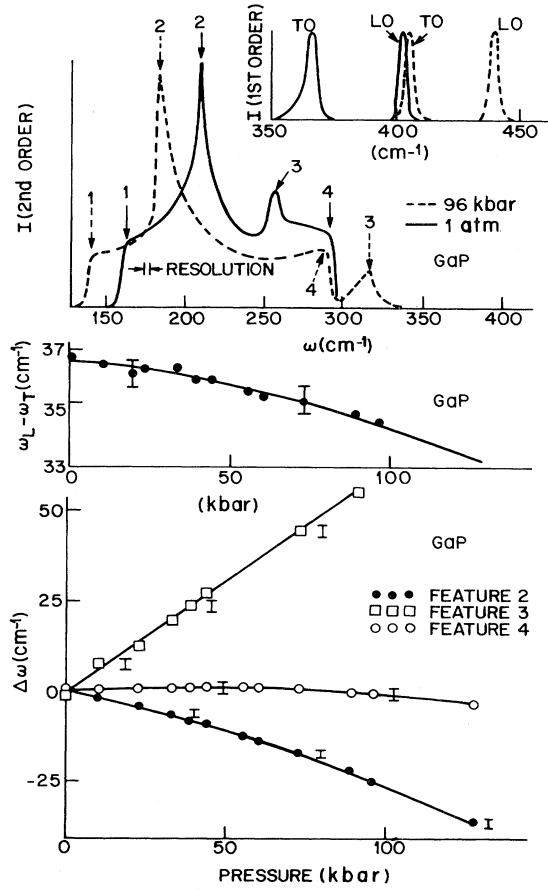 TO LO TO LO
I (1ST ORDER)
350 400 450
(cm-1)
2 2
1 1 3 4 3
4
I (2ND ORDER)
--- 96 kbar
— 1 atm
GaP
RESOLUTION
150 200 250 300 350 400
ω(cm-1)
37
35
33
ωL-ωT(cm-1)
GaP
0 50 100
(kbar)
50
25
0
-25
Δω(cm-1)
GaP
FEATURE 2
FEATURE 3
FEATURE 4
0 50 100
PRESSURE (kbar)